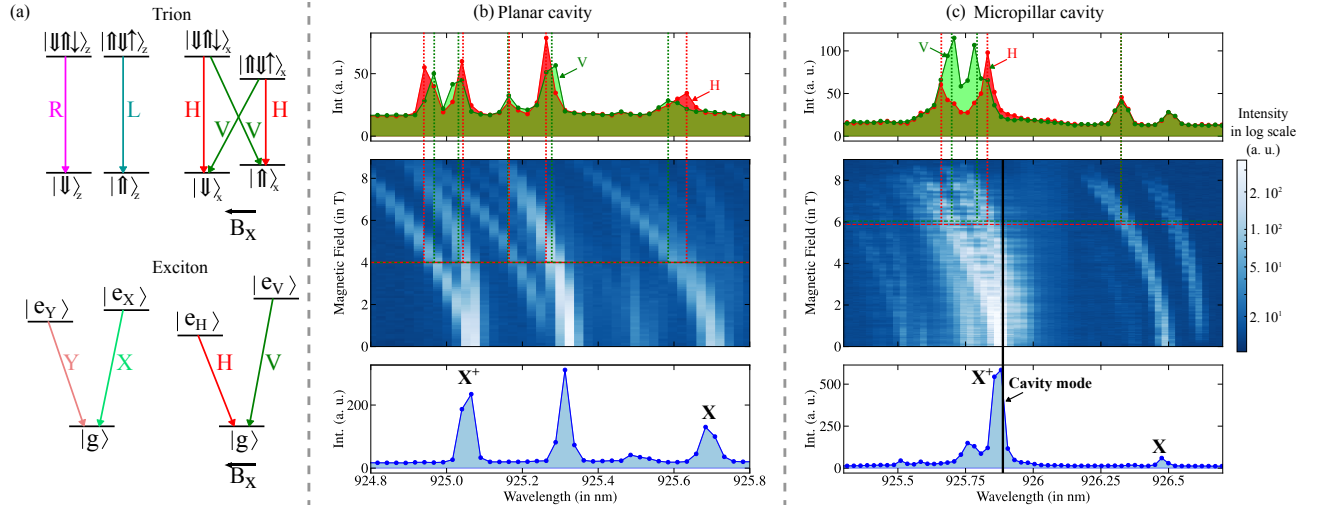 (a)
Trion
|⇓⇑↓⟩z |⇑⇓↑⟩z |⇓⇑↓⟩x |⇑⇓↑⟩x
R L H V V H
|⇓⟩z |⇑⟩z |⇓⟩x |⇑⟩x
Bx
Exciton
|eY⟩ |eX⟩ |eH⟩ |eV⟩
Y X H V
|g⟩ |g⟩
Bx
(b) Planar cavity
Int (a. u.)
50
0
V
H
Magnetic Field (in T)
8
6
4
2
0
Int. (a. u.)
200
0
X+
X
924.8 925.0 925.2 925.4 925.6 925.8
Wavelength (in nm)
(c) Micropillar cavity
Int (a. u.)
100
50
0
V
H
Magnetic Field (in T)
8
6
4
2
0
Int. (a. u.)
500
250
0
X+
Cavity mode
X
925.5 925.75 926 926.25 926.5
Wavelength (in nm)
Intensity
in log scale
(a. u.)
2. 10²
1. 10²
5. 10¹
2. 10¹